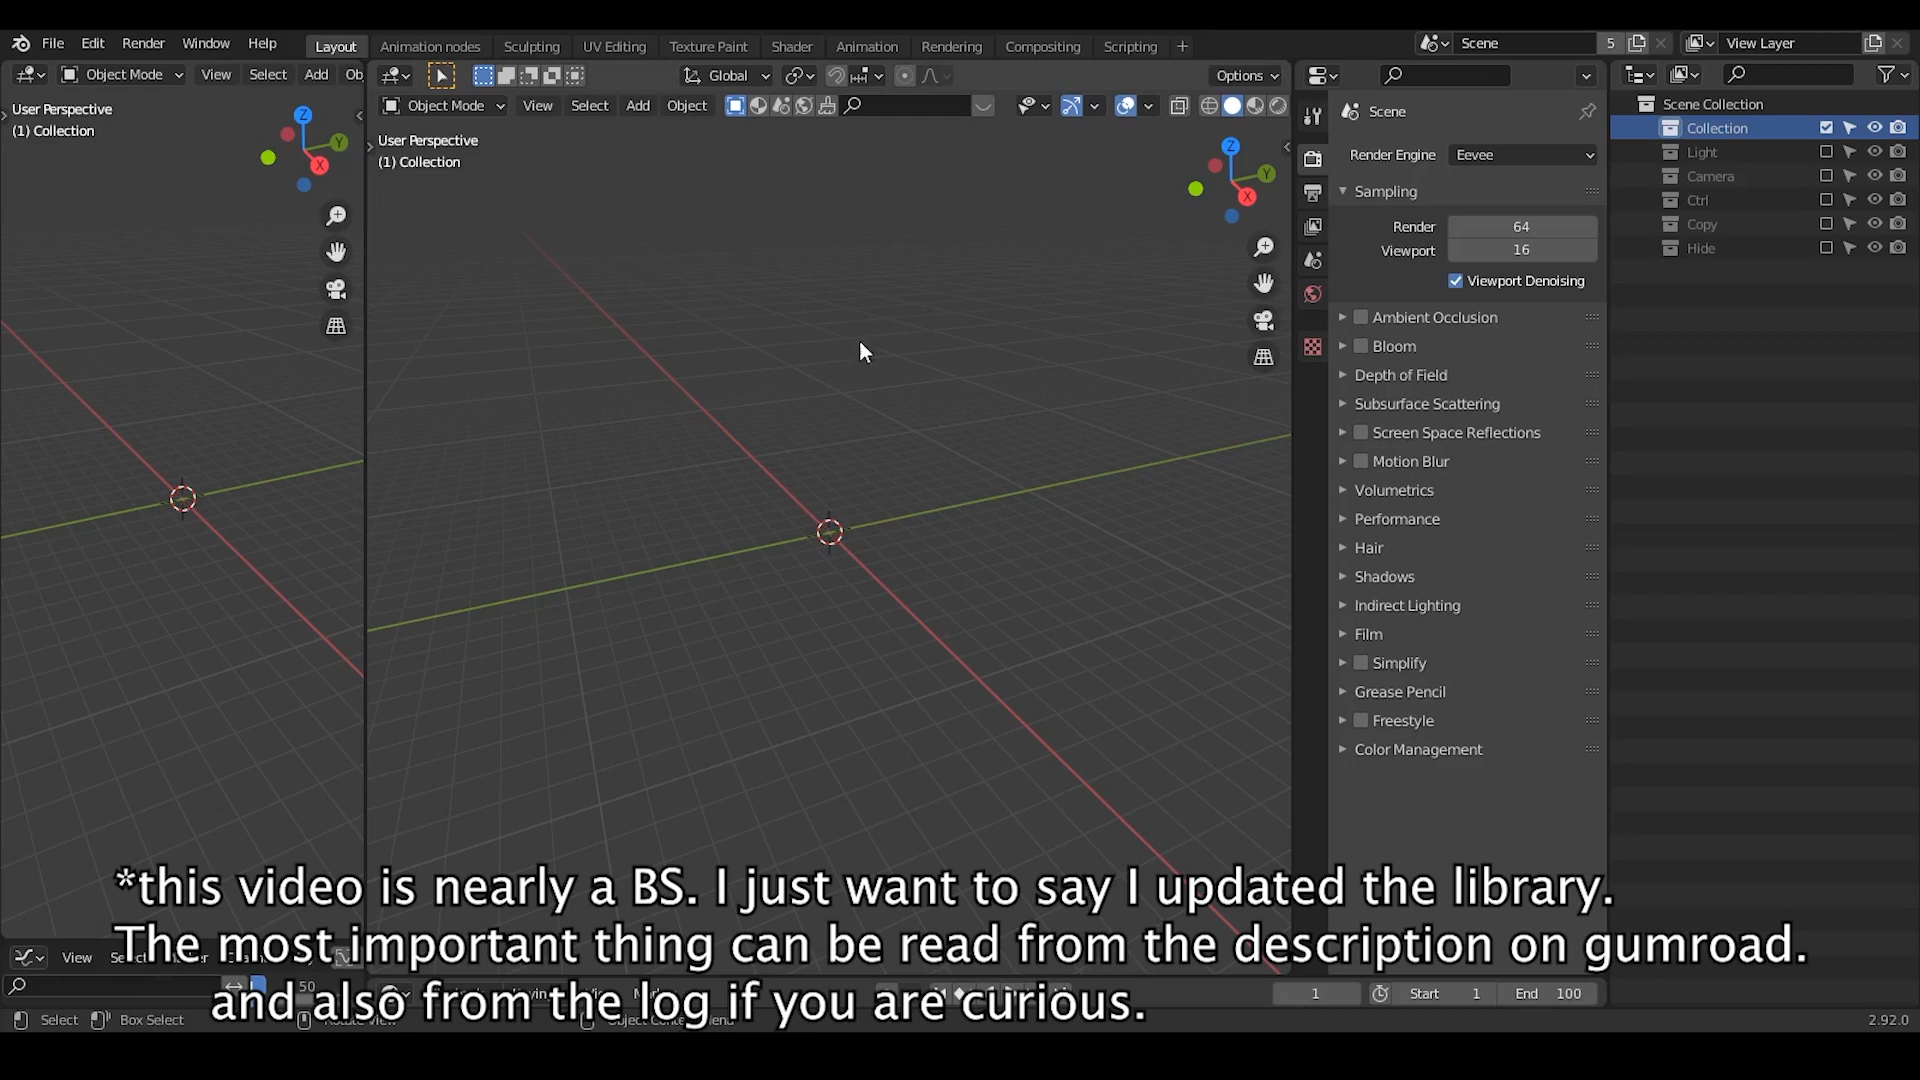 File Edit Render Window Help Layout Animation nodes Sculpting UV Editing Texture Paint Shader Animation Rendering Compositing Scripting + Scene 5 View Layer
Object Mode View Select Add Ob Global Options
Object Mode View Select Add Object
User Perspective
(1) Collection
Z
Y
X
User Perspective
(1) Collection
Z
Y
X
Scene
Render Engine Eevee
Sampling
Render 64
Viewport 16
Viewport Denoising
Ambient Occlusion
Bloom
Depth of Field
Subsurface Scattering
Screen Space Reflections
Motion Blur
Volumetrics
Performance
Hair
Shadows
Indirect Lighting
Film
Simplify
Grease Pencil
Freestyle
Color Management
Scene Collection
Collection
Light
Camera
Ctrl
Copy
Hide
*this video is nearly a BS. I just want to say I updated the library.
The most important thing can be read from the description on gumroad.
and also from the log if you are curious.
View
50
1 Start 1 End 100
Select Box Select 2.92.0